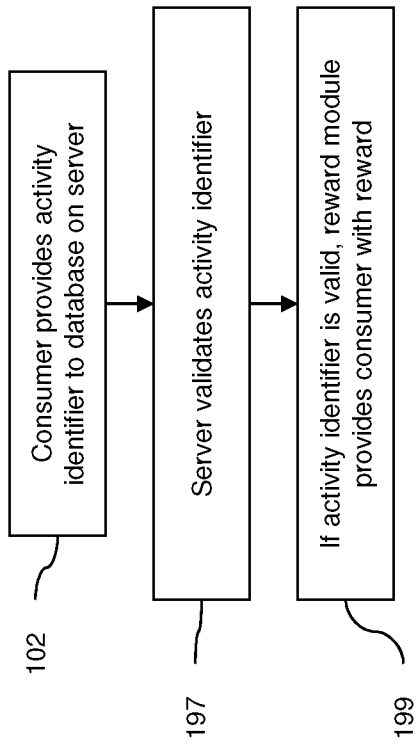 Consumer provides activity
identifier to database on server
102
Server validates activity identifier
197
If activity identifier is valid, reward module
provides consumer with reward
199